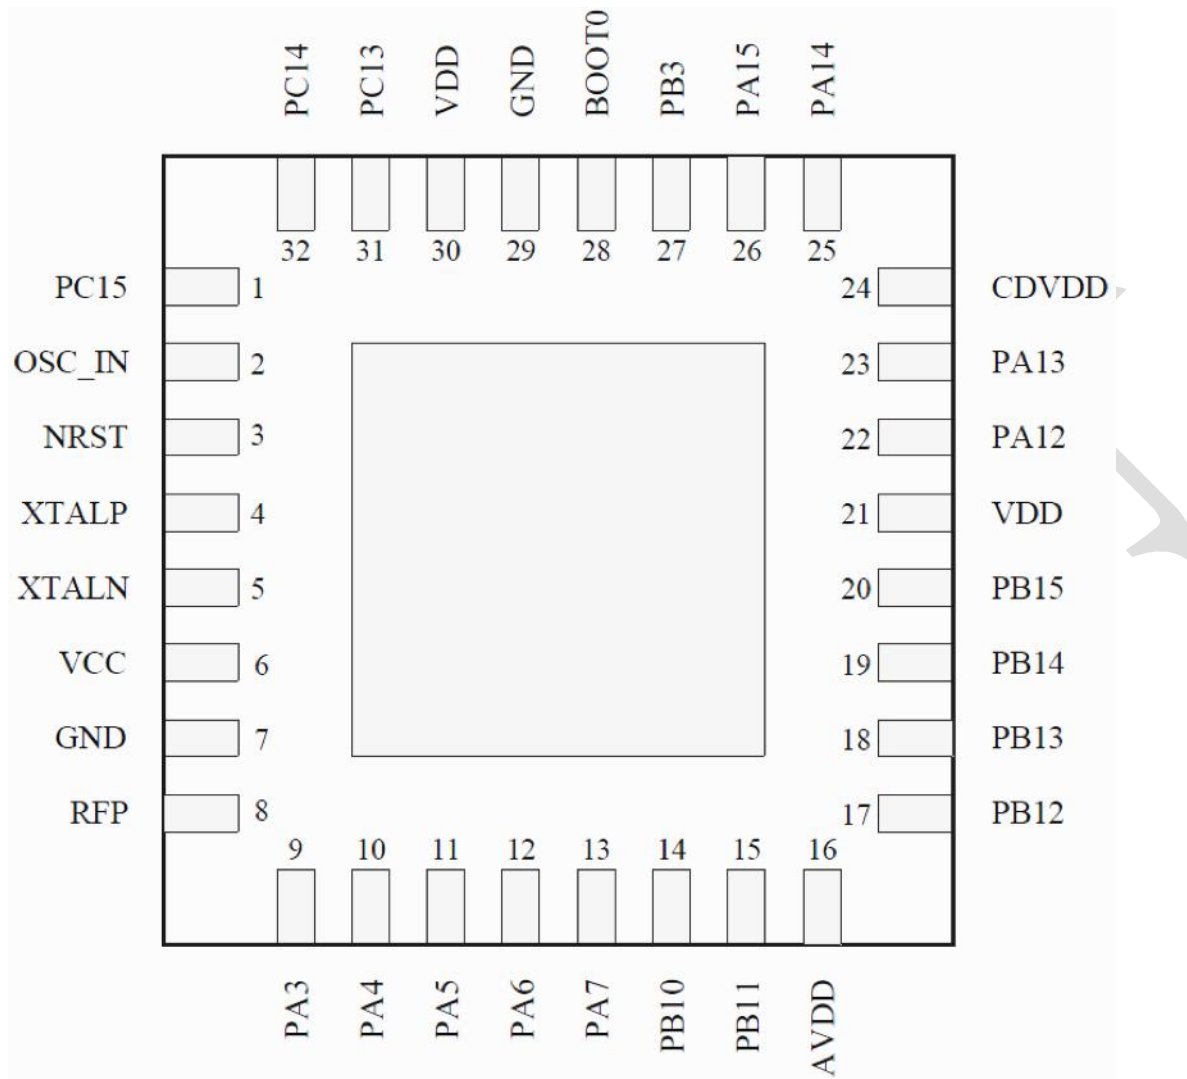 PC14 PC13 VDD GND BOOT0 PB3 PA15 PA14
32 31 30 29 28 27 26 25
PC15 1 24 CDVDD
OSC_IN 2 23 PA13
NRST 3 22 PA12
XTALP 4 21 VDD
XTALN 5 20 PB15
VCC 6 19 PB14
GND 7 18 PB13
RFP 8 17 PB12
9 10 11 12 13 14 15 16
PA3 PA4 PA5 PA6 PA7 PB10 PB11 AVDD